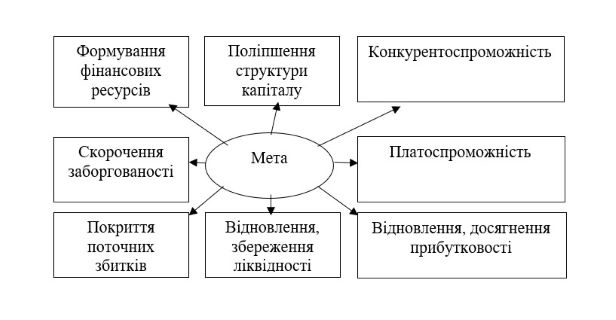 Формування
фінансових
ресурсів
Поліпшення
структури
капіталу
Конкурентоспроможність
Скорочення
заборгованості
Мета
Платоспроможність
Покриття
поточних
збитків
Відновлення,
збереження
ліквідності
Відновлення, досягнення
прибутковості